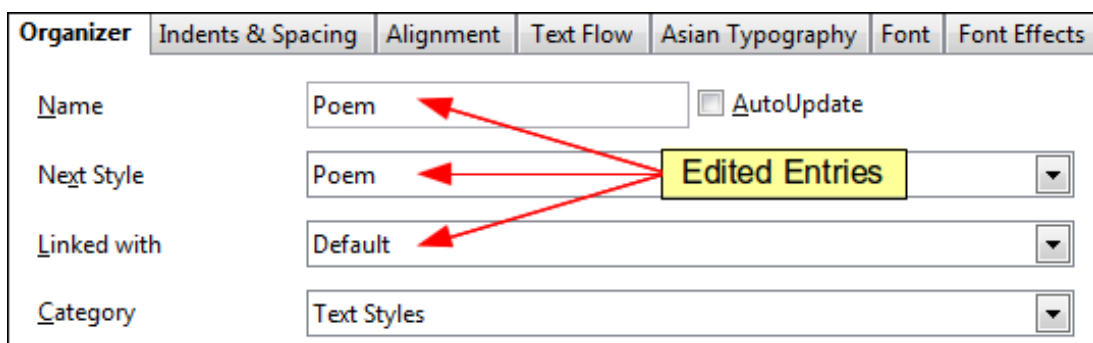 Organizer Indents & Spacing Alignment Text Flow Asian Typography Font Font Effects
Name Poem AutoUpdate
Next Style Poem Edited Entries
Linked with Default
Category Text Styles